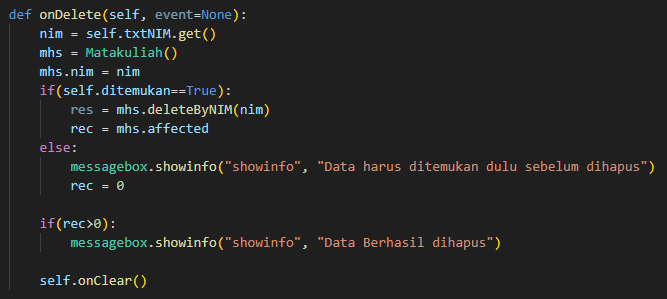 def onDelete(self, event=None):
    nim = self.txtNIM.get()
    mhs = Matakuliah()
    mhs.nim = nim
    if(self.ditemukan==True):
        res = mhs.deleteByNIM(nim)
        rec = mhs.affected
    else:
        messagebox.showinfo("showinfo", "Data harus ditemukan dulu sebelum dihapus")
        rec = 0

    if(rec>0):
        messagebox.showinfo("showinfo", "Data Berhasil dihapus")

    self.onClear()